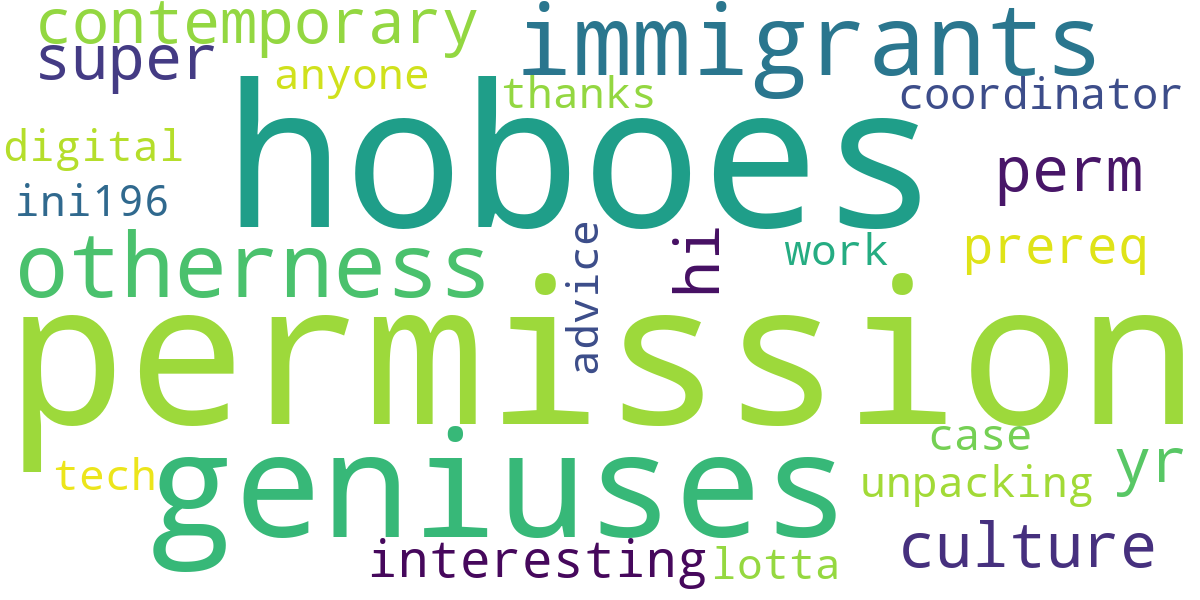 contemporary
immigrants
super
anyone
thanks
coordinator
hoboes
digital
perm
ini196
otherness
advice
hi
work
prereq
permission
geniuses
case
yr
tech
unpacking
culture
interesting
lotta